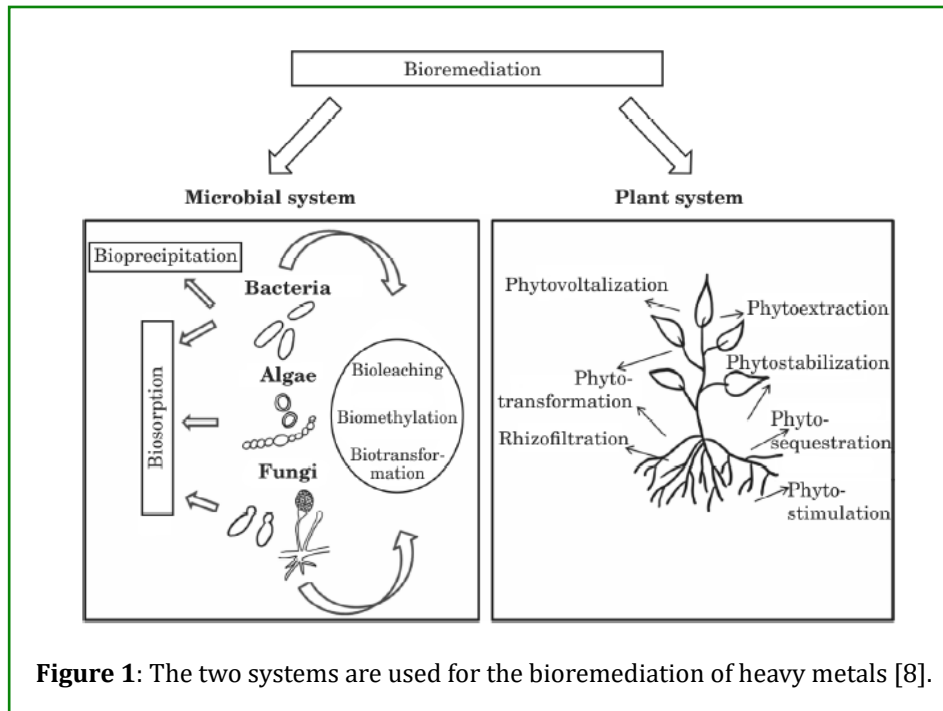 Bioremediation
Microbial system
Plant system
Bioprecipitation
Bacteria
Biosorption
Algae
Fungi
Bioleaching
Biomethylation
Biotransfor-
mation
Phytovoltalization
Phytoextraction
Phytostabilization
Phyto-
transformation
Rhizofiltration
Phyto-
sequestration
Phyto-
stimulation
Figure 1: The two systems are used for the bioremediation of heavy metals [8].